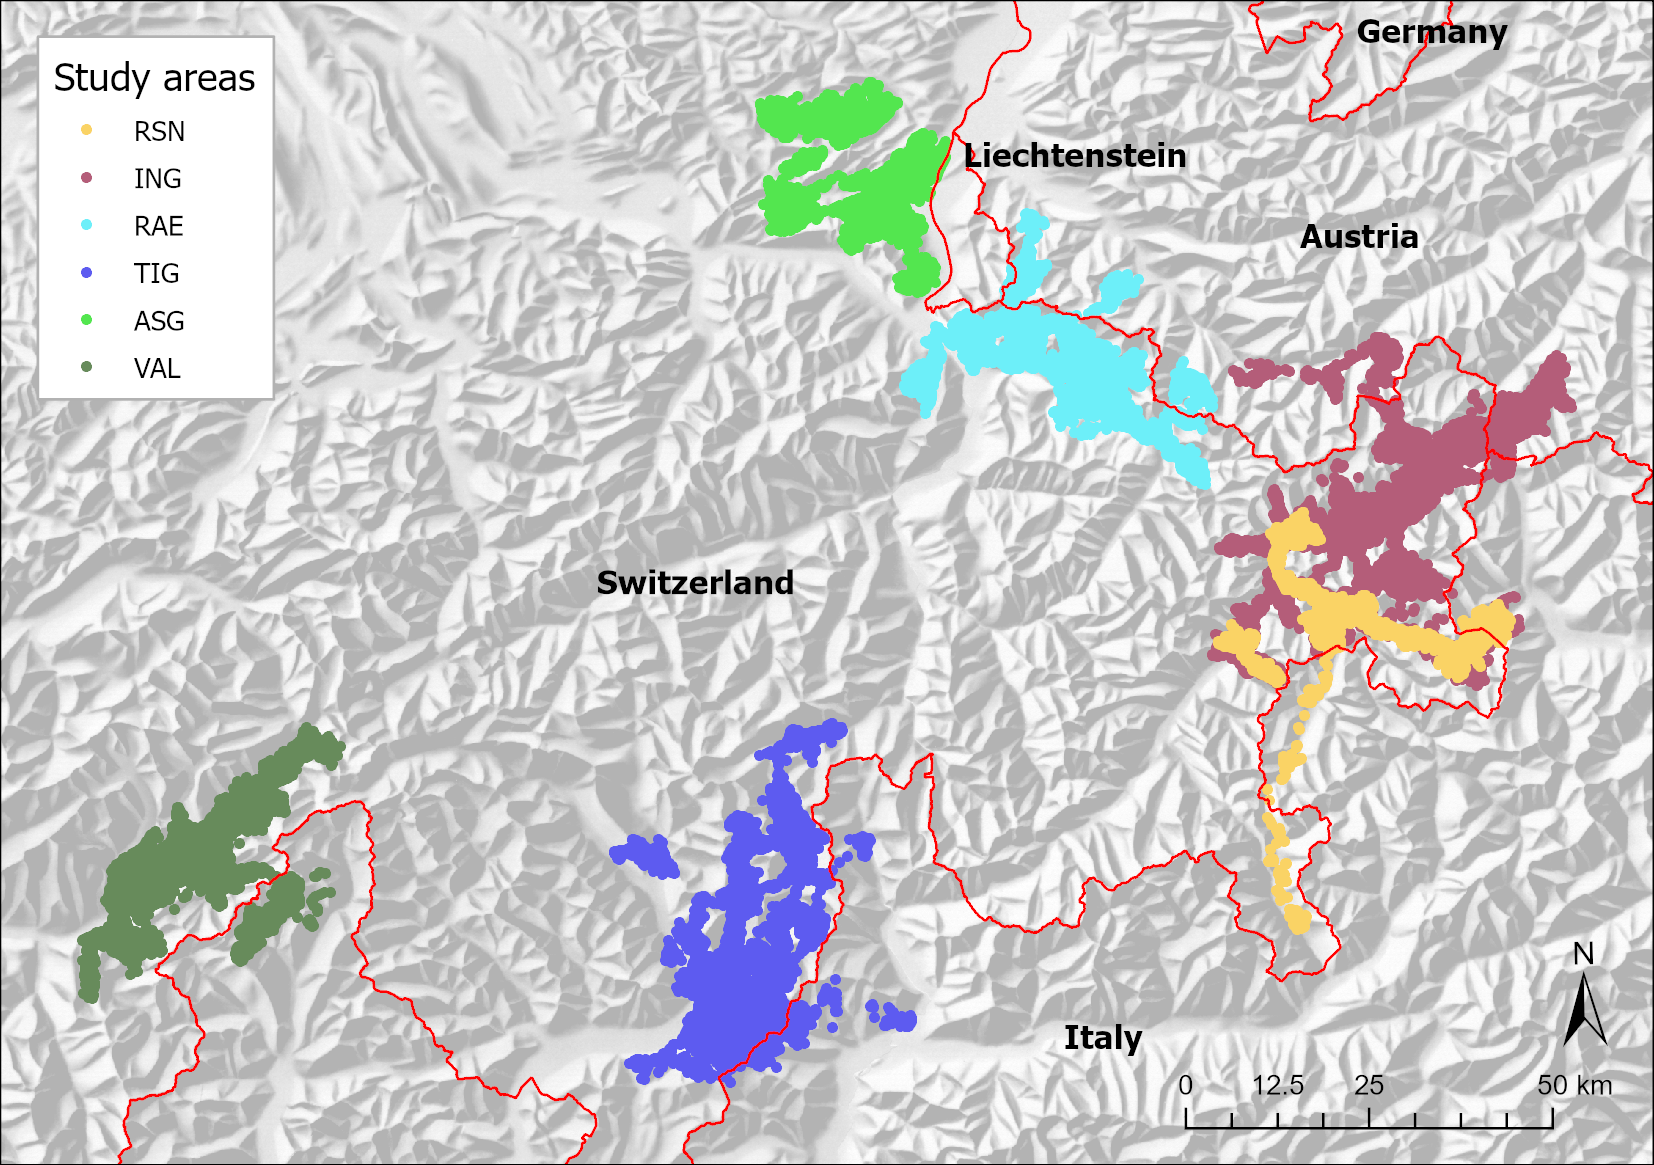 Germany
Study areas
RSN
ING
RAE
TIG
ASG
VAL
Liechtenstein
Austria
Switzerland
Italy
N
0 12.5 25 50 km